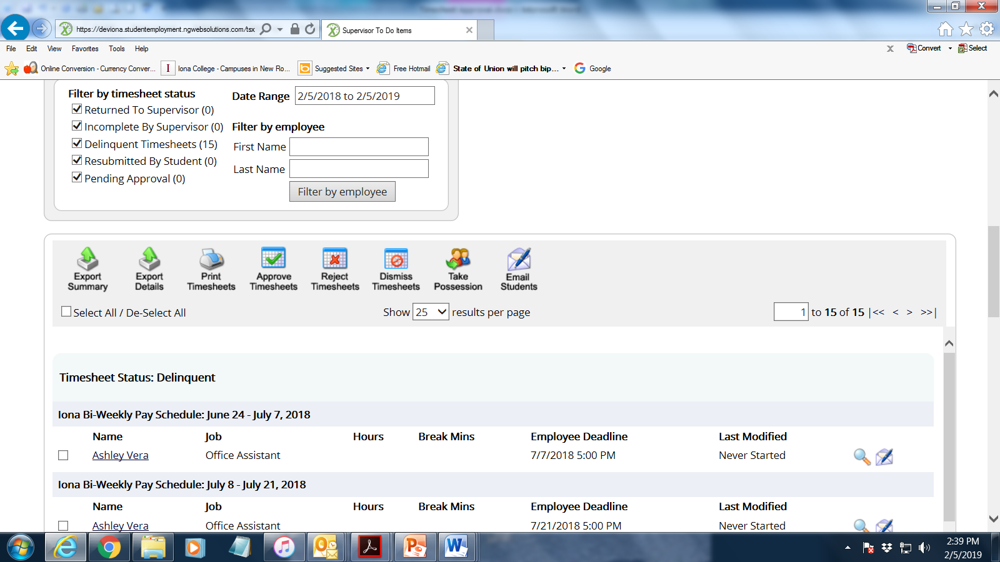 https://deviona.studentemployment.ngwebsolutions.com/tsx
Supervisor To Do Items
File Edit View Favorites Tools Help
Convert Select
Online Conversion - Currency Conver... Iona College - Campuses in New Ro... Suggested Sites Free Hotmail State of Union will pitch bip... Google
Filter by timesheet status
Returned To Supervisor (0)
Incomplete By Supervisor (0)
Delinquent Timesheets (15)
Resubmitted By Student (0)
Pending Approval (0)
Date Range 2/5/2018 to 2/5/2019
Filter by employee
First Name
Last Name
Filter by employee
Export Summary
Export Details
Print Timesheets
Approve Timesheets
Reject Timesheets
Dismiss Timesheets
Take Possession
Email Students
Select All / De-Select All
Show 25 results per page
1 to 15 of 15 |<< < > >>|
Timesheet Status: Delinquent
Iona Bi-Weekly Pay Schedule: June 24 - July 7, 2018
Name Job Hours Break Mins Employee Deadline Last Modified
Ashley Vera Office Assistant 7/7/2018 5:00 PM Never Started
Iona Bi-Weekly Pay Schedule: July 8 - July 21, 2018
Name Job Hours Break Mins Employee Deadline Last Modified
Ashley Vera Office Assistant 7/21/2018 5:00 PM Never Started
2:39 PM
2/5/2019